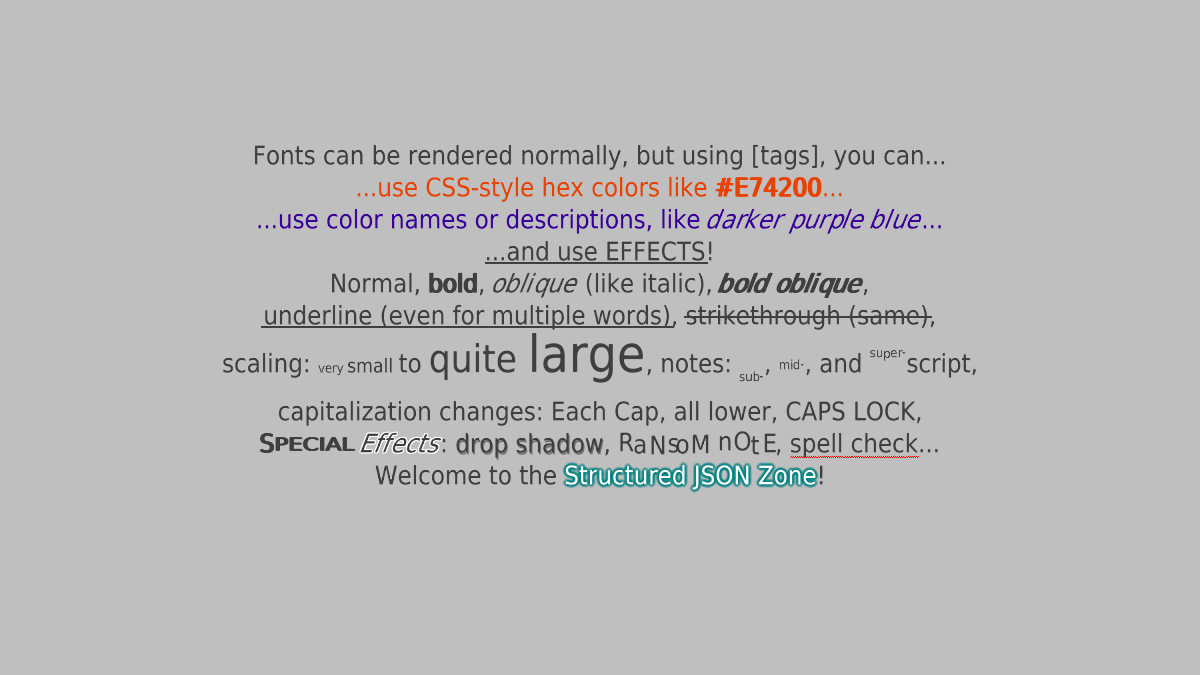 Fonts can be rendered normally, but using [tags], you can...
...use CSS-style hex colors like #E74200...
...use color names or descriptions, like darker purple blue...
...and use EFFECTS!
Normal, bold, oblique (like italic), bold oblique,
underline (even for multiple words), strikethrough (same),
scaling: very small to quite large, notes: sub-, mid-, and super-script,
capitalization changes: Each Cap, all lower, CAPS LOCK,
SPECIAL Effects: drop shadow, RaNsoM nOtE, spell check...
Welcome to the Structured JSON Zone!